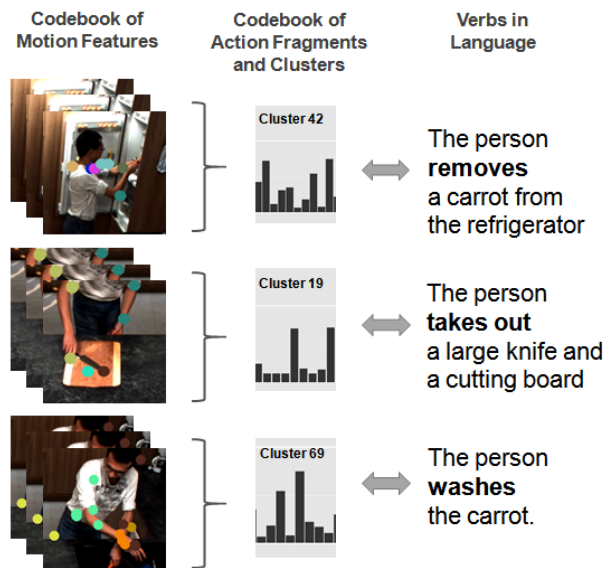 Codebook of
Motion Features
Codebook of
Action Fragments
and Clusters
Verbs in
Language
Cluster 42
The person
removes
a carrot from
the refrigerator
Cluster 19
The person
takes out
a large knife and
a cutting board
Cluster 69
The person
washes
the carrot.